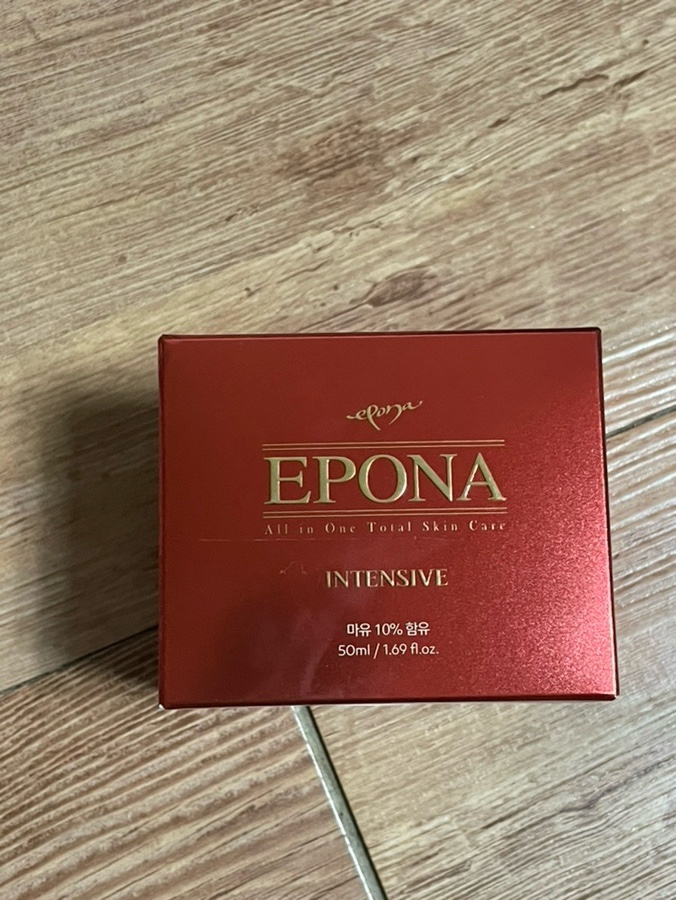 epona
EPONA
All in One Total Skin Care
INTENSIVE
마유 10% 함유
50ml / 1.69 fl.oz.